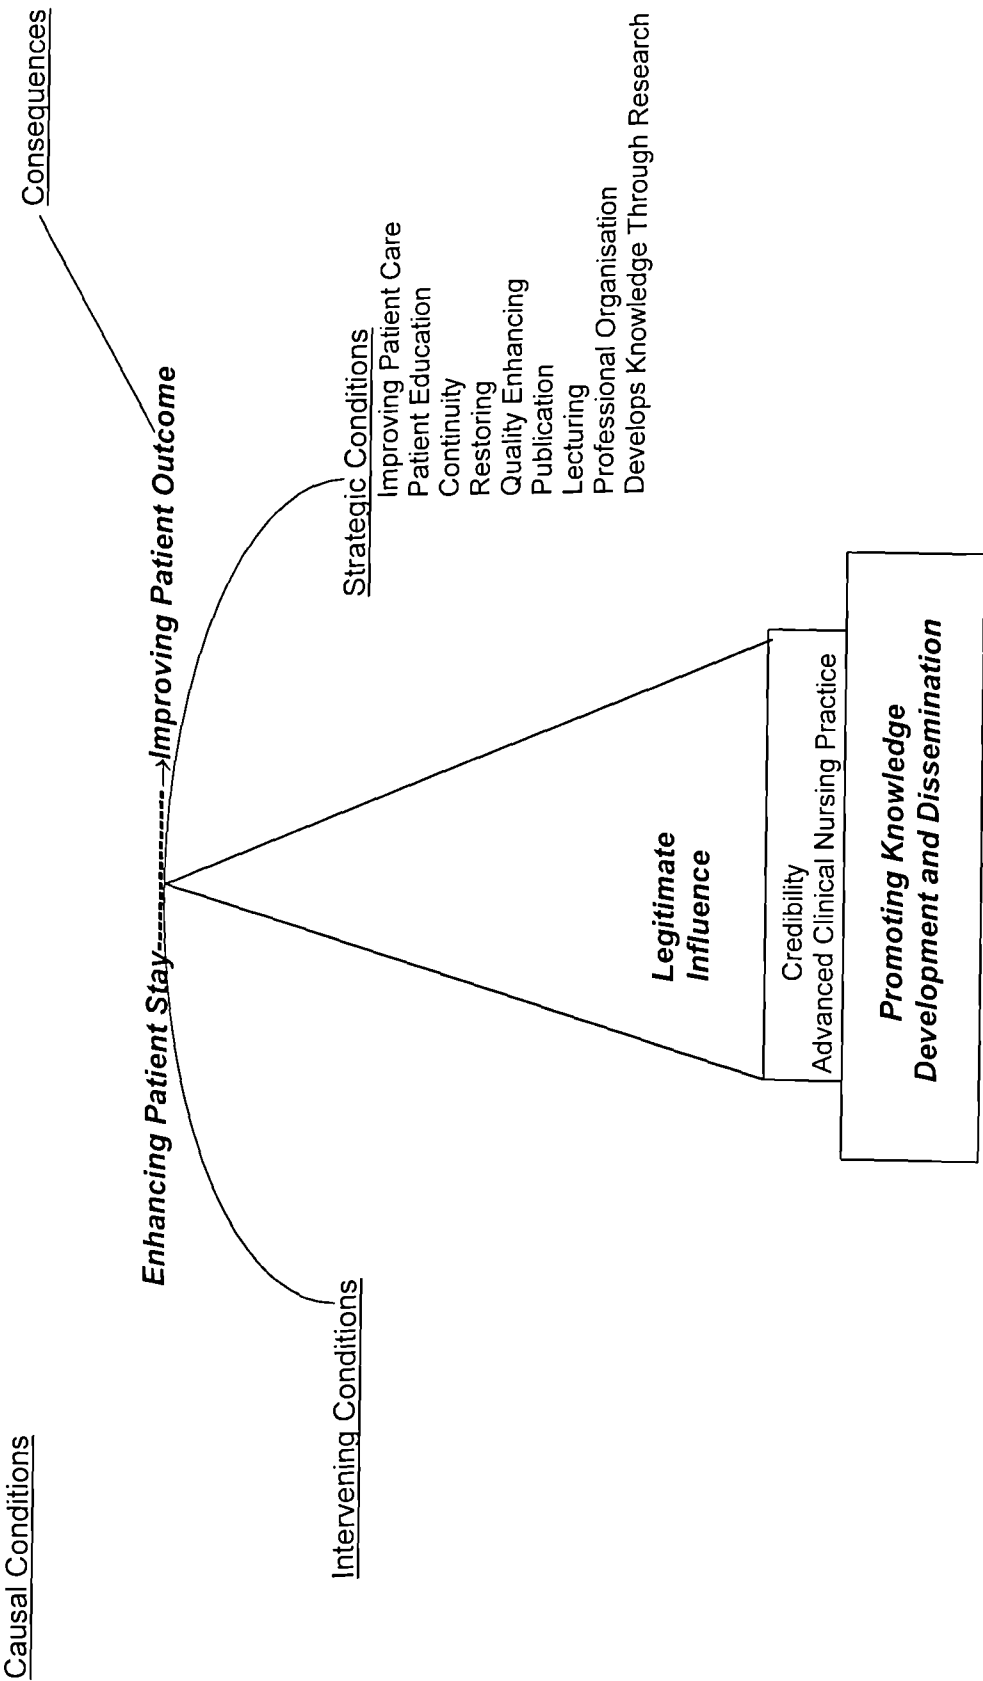 Causal Conditions
Consequences
Enhancing Patient Stay--------------→Improving Patient Outcome
Intervening Conditions
Strategic Conditions
Improving Patient Care
Patient Education
Continuity
Restoring
Quality Enhancing
Publication
Lecturing
Professional Organisation
Develops Knowledge Through Research
Legitimate
Influence
Credibility
Advanced Clinical Nursing Practice
Promoting Knowledge
Development and Dissemination